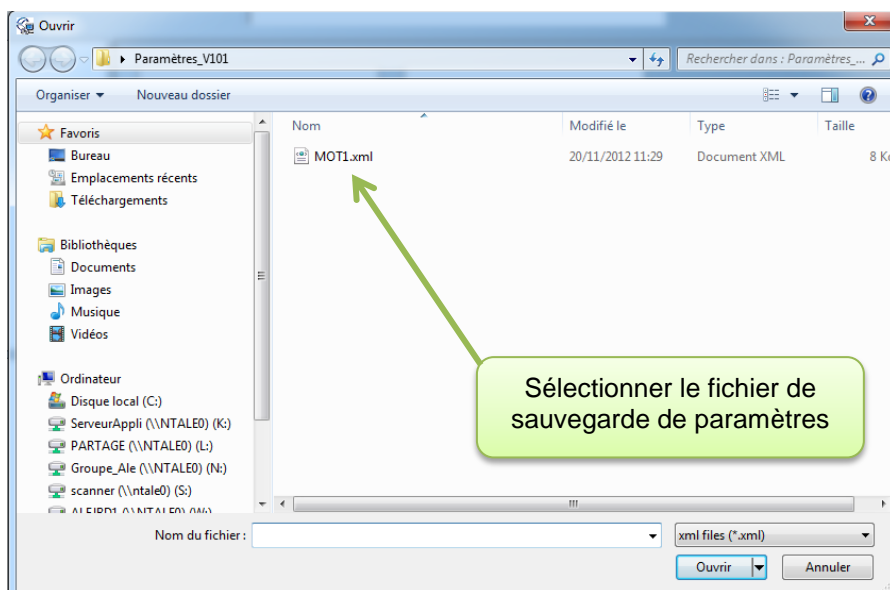 Ouvrir
Paramètres_V101
Rechercher dans : Paramètres_...
Organiser
Nouveau dossier
Nom
Modifié le
Type
Taille
Favoris
Bureau
Emplacements récents
Téléchargements
Bibliothèques
Documents
Images
Musique
Vidéos
Ordinateur
Disque local (C:)
ServeurAppli (\\NTALE0) (K:)
PARTAGE (\\NTALE0) (L:)
Groupe_Ale (\\NTALE0) (N:)
scanner (\\ntale0) (S:)
MOT1.xml
20/11/2012 11:29
Document XML
8 Ko
Sélectionner le fichier de
sauvegarde de paramètres
Nom du fichier :
xml files (*.xml)
Ouvrir
Annuler